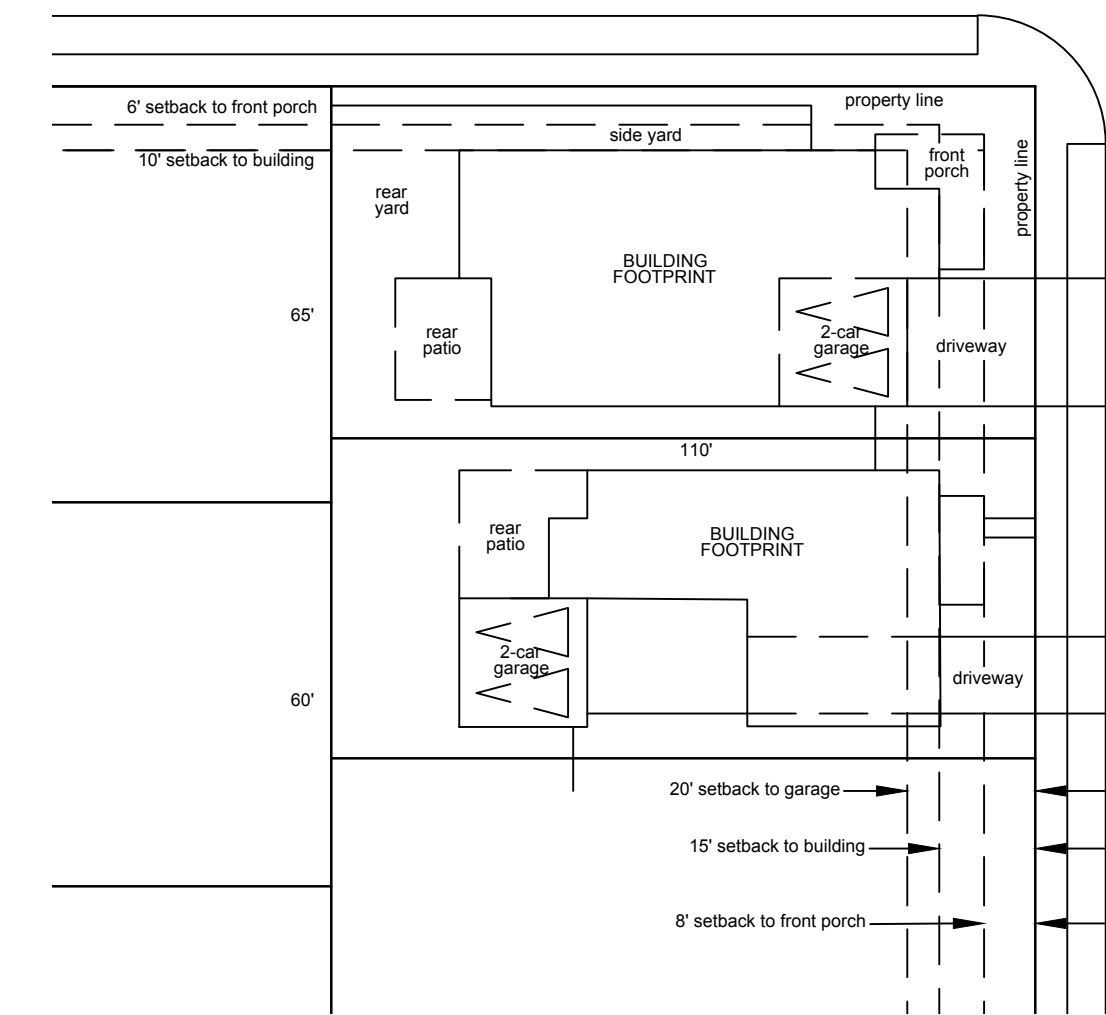 6' setback to front porch
property line
side yard
10' setback to building
front
porch
property line
rear
yard
BUILDING
FOOTPRINT
65'
rear
patio
2-car
garage
driveway
110'
rear
patio
BUILDING
FOOTPRINT
2-car
garage
driveway
60'
20' setback to garage
15' setback to building
8' setback to front porch